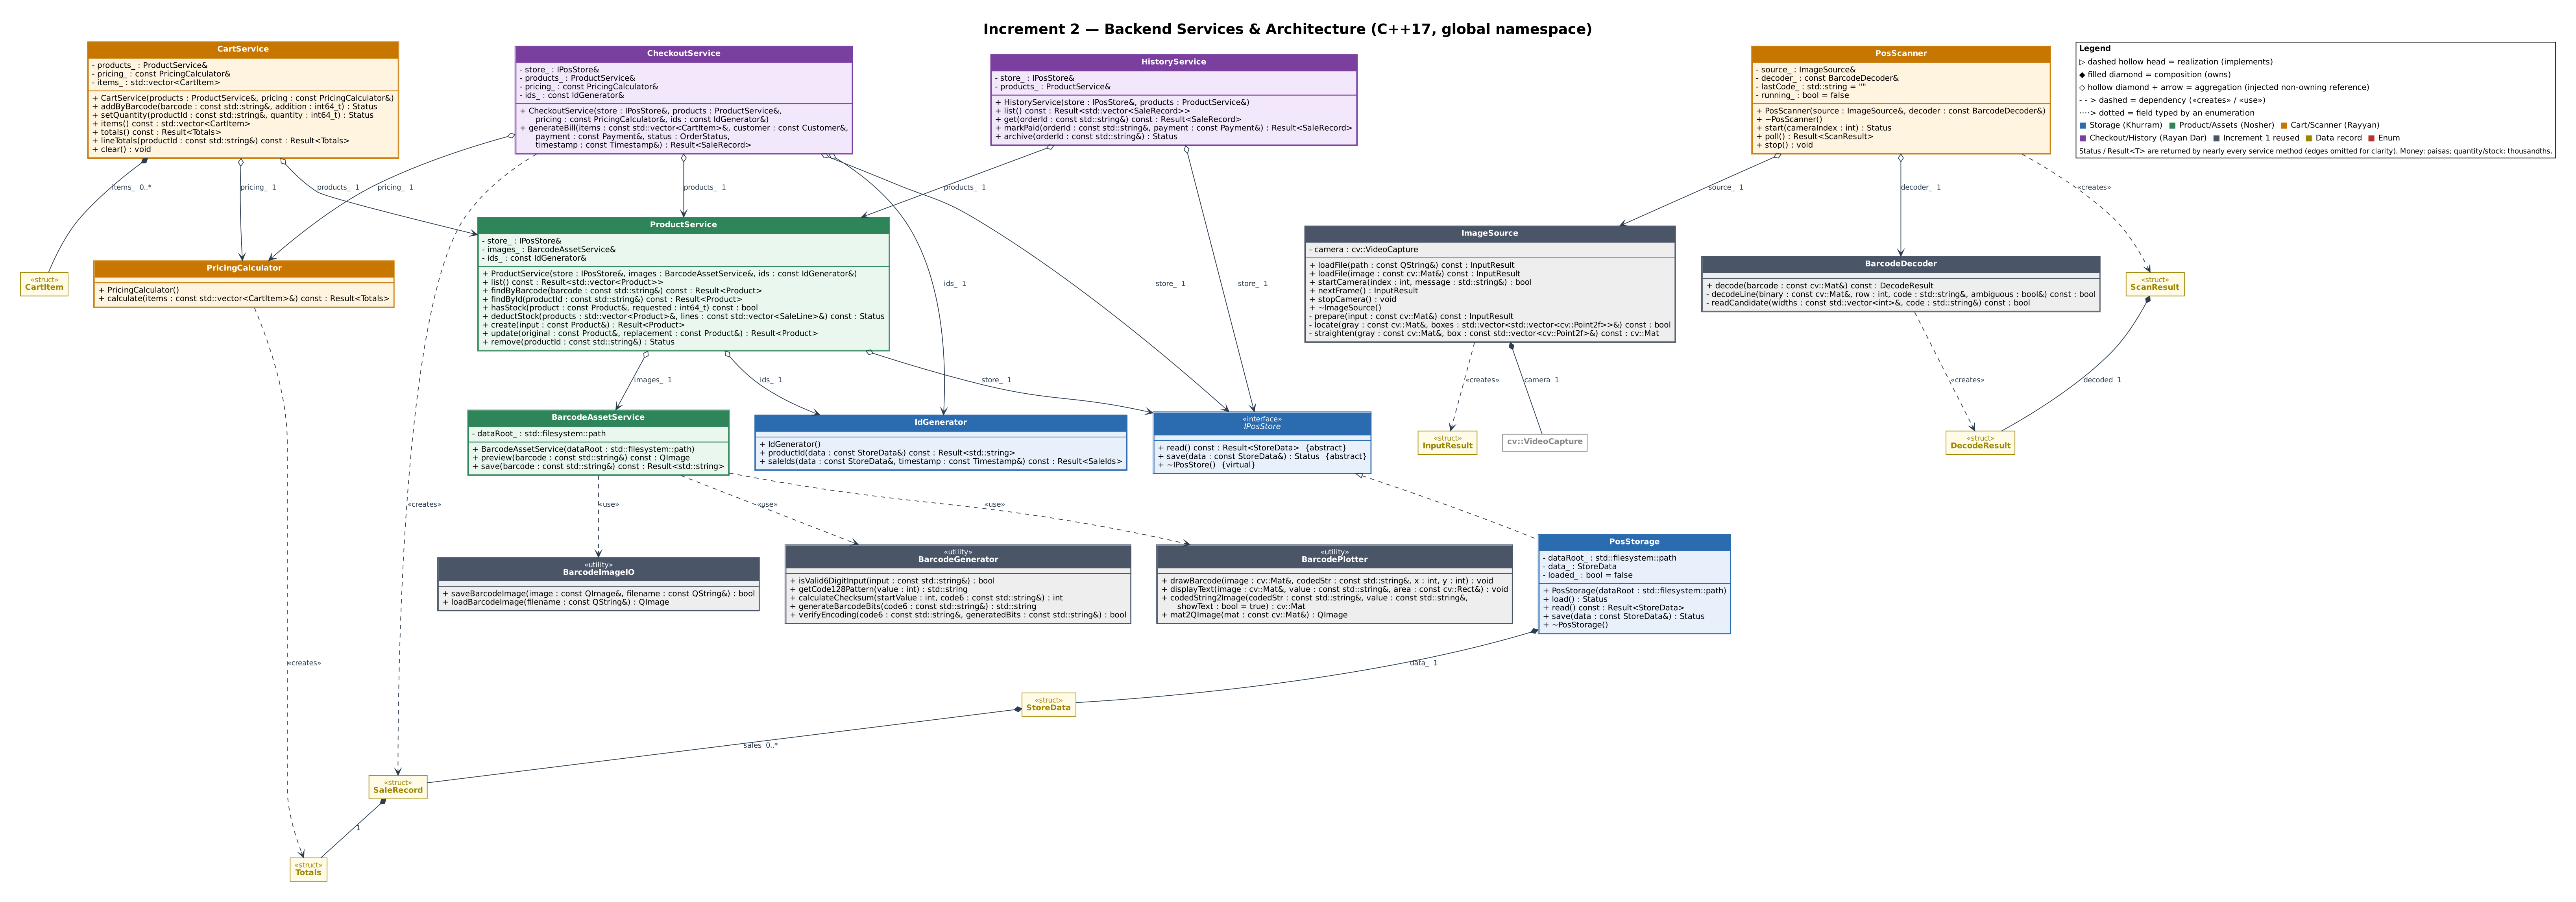 Increment 2 — Backend Services & Architecture (C++17, global namespace)
CartService
- products_ : ProductService&
- pricing_ : const PricingCalculator&
- items_ : std::vector<CartItem>
+ CartService(products : ProductService&, pricing : const PricingCalculator&)
+ addByBarcode(barcode : const std::string&, addition : int64_t) : Status
+ setQuantity(productId : const std::string&, quantity : int64_t) : Status
+ items() const : std::vector<CartItem>
+ totals() const : Result<Totals>
+ lineTotals(productId : const std::string&) const : Result<Totals>
+ clear() : void
CheckoutService
- store_ : IPosStore&
- products_ : ProductService&
- pricing_ : const PricingCalculator&
- ids_ : const IdGenerator&
+ CheckoutService(store : IPosStore&, products : ProductService&,
pricing : const PricingCalculator&, ids : const IdGenerator&)
+ generateBill(items : const std::vector<CartItem>&, customer : const Customer&,
payment : const Payment&, status : OrderStatus,
timestamp : const Timestamp&) : Result<SaleRecord>
HistoryService
- store_ : IPosStore&
- products_ : ProductService&
+ HistoryService(store : IPosStore&, products : ProductService&)
+ list() const : Result<std::vector<SaleRecord>>
+ get(orderId : const std::string&) const : Result<SaleRecord>
+ markPaid(orderId : const std::string&, payment : const Payment&) : Result<SaleRecord>
+ archive(orderId : const std::string&) : Status
PosScanner
- source_ : ImageSource&
- decoder_ : const BarcodeDecoder&
- lastCode_ : std::string = ""
- running_ : bool = false
+ PosScanner(source : ImageSource&, decoder : const BarcodeDecoder&)
+ ~PosScanner()
+ start(cameraIndex : int) : Status
+ poll() : Result<ScanResult>
+ stop() : void
Legend
▷ dashed hollow head = realization (implements)
◆ filled diamond = composition (owns)
◇ hollow diamond + arrow = aggregation (injected non-owning reference)
- - > dashed = dependency («creates» / «use»)
····> dotted = field typed by an enumeration
■ Storage (Khurram) ■ Product/Assets (Nosher) ■ Cart/Scanner (Rayyan)
■ Checkout/History (Rayan Dar) ■ Increment 1 reused ■ Data record ■ Enum
Status / Result<T> are returned by nearly every service method (edges omitted for clarity). Money: paisas; quantity/stock: thousandths.
items_ 0..*
pricing_ 1
products_ 1
pricing_ 1
products_ 1
products_ 1
source_ 1
decoder_ 1
«creates»
ProductService
- store_ : IPosStore&
- images_ : BarcodeAssetService&
- ids_ : const IdGenerator&
+ ProductService(store : IPosStore&, images : BarcodeAssetService&, ids : const IdGenerator&)
+ list() const : Result<std::vector<Product>>
+ findByBarcode(barcode : const std::string&) const : Result<Product>
+ findById(productId : const std::string&) const : Result<Product>
+ hasStock(product : const Product&, requested : int64_t) const : bool
+ deductStock(products : std::vector<Product>&, lines : const std::vector<SaleLine>&) const : Status
+ create(input : const Product&) : Result<Product>
+ update(original : const Product&, replacement : const Product&) : Result<Product>
+ remove(productId : const std::string&) : Status
ImageSource
- camera : cv::VideoCapture
+ loadFile(path : const QString&) const : InputResult
+ loadFile(image : const cv::Mat&) const : InputResult
+ startCamera(index : int, message : std::string&) : bool
+ nextFrame() : InputResult
+ stopCamera() : void
+ ~ImageSource()
- prepare(input : const cv::Mat&) const : InputResult
- locate(gray : const cv::Mat&, boxes : std::vector<std::vector<cv::Point2f>>&) const : bool
- straighten(gray : const cv::Mat&, box : const std::vector<cv::Point2f>&) const : cv::Mat
«struct»
CartItem
PricingCalculator
+ PricingCalculator()
+ calculate(items : const std::vector<CartItem>&) const : Result<Totals>
BarcodeDecoder
+ decode(barcode : const cv::Mat&) const : DecodeResult
- decodeLine(binary : const cv::Mat&, row : int, code : std::string&, ambiguous : bool&) const : bool
- readCandidate(widths : const std::vector<int>&, code : std::string&) const : bool
«struct»
ScanResult
ids_ 1
store_ 1
store_ 1
images_ 1
ids_ 1
store_ 1
«creates»
camera 1
«creates»
decoded 1
BarcodeAssetService
- dataRoot_ : std::filesystem::path
+ BarcodeAssetService(dataRoot : std::filesystem::path)
+ preview(barcode : const std::string&) const : QImage
+ save(barcode : const std::string&) const : Result<std::string>
IdGenerator
+ IdGenerator()
+ productId(data : const StoreData&) const : Result<std::string>
+ saleIds(data : const StoreData&, timestamp : const Timestamp&) const : Result<SaleIds>
«interface»
IPosStore
+ read() const : Result<StoreData> {abstract}
+ save(data : const StoreData&) : Status {abstract}
+ ~IPosStore() {virtual}
«struct»
InputResult
cv::VideoCapture
«struct»
DecodeResult
«creates»
«use»
«use»
«use»
«utility»
BarcodeImageIO
+ saveBarcodeImage(image : const QImage&, filename : const QString&) : bool
+ loadBarcodeImage(filename : const QString&) : QImage
«utility»
BarcodeGenerator
+ isValid6DigitInput(input : const std::string&) : bool
+ getCode128Pattern(value : int) : std::string
+ calculateChecksum(startValue : int, code6 : const std::string&) : int
+ generateBarcodeBits(code6 : const std::string&) : std::string
+ verifyEncoding(code6 : const std::string&, generatedBits : const std::string&) : bool
«utility»
BarcodePlotter
+ drawBarcode(image : cv::Mat&, codedStr : const std::string&, x : int, y : int) : void
+ displayText(image : cv::Mat&, value : const std::string&, area : const cv::Rect&) : void
+ codedString2Image(codedStr : const std::string&, value : const std::string&,
showText : bool = true) : cv::Mat
+ mat2QImage(mat : const cv::Mat&) : QImage
PosStorage
- dataRoot_ : std::filesystem::path
- data_ : StoreData
- loaded_ : bool = false
+ PosStorage(dataRoot : std::filesystem::path)
+ load() : Status
+ read() const : Result<StoreData>
+ save(data : const StoreData&) : Status
+ ~PosStorage()
«creates»
data_ 1
«struct»
StoreData
sales 0..*
«struct»
SaleRecord
1
«struct»
Totals